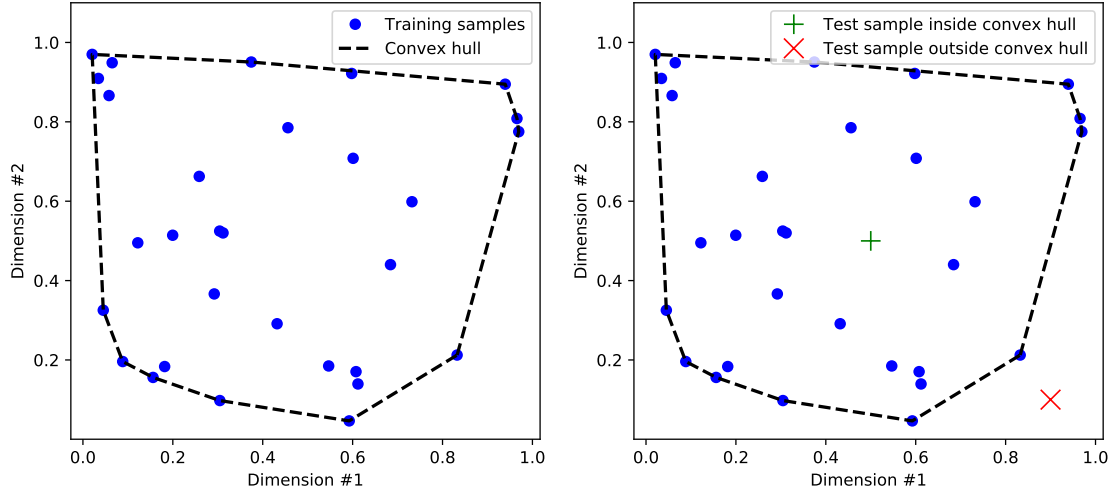 Training samples
Convex hull
1.0
0.8
0.6
0.4
0.2
Dimension #2
0.0 0.2 0.4 0.6 0.8 1.0
Dimension #1
Test sample inside convex hull
Test sample outside convex hull
1.0
0.8
0.6
0.4
0.2
Dimension #2
0.0 0.2 0.4 0.6 0.8 1.0
Dimension #1